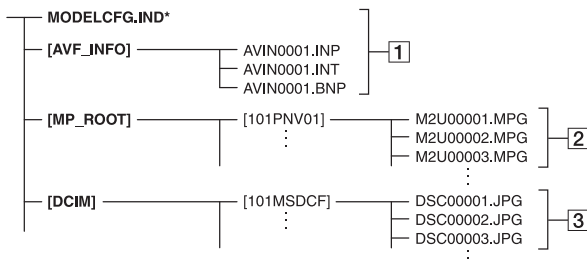 MODELCFG.IND*
[AVF_INFO] AVIN0001.INP 1
AVIN0001.INT
AVIN0001.BNP
[MP_ROOT] [101PNV01] M2U00001.MPG
M2U00002.MPG 2
M2U00003.MPG
[DCIM] [101MSDCF] DSC00001.JPG
DSC00002.JPG 3
DSC00003.JPG